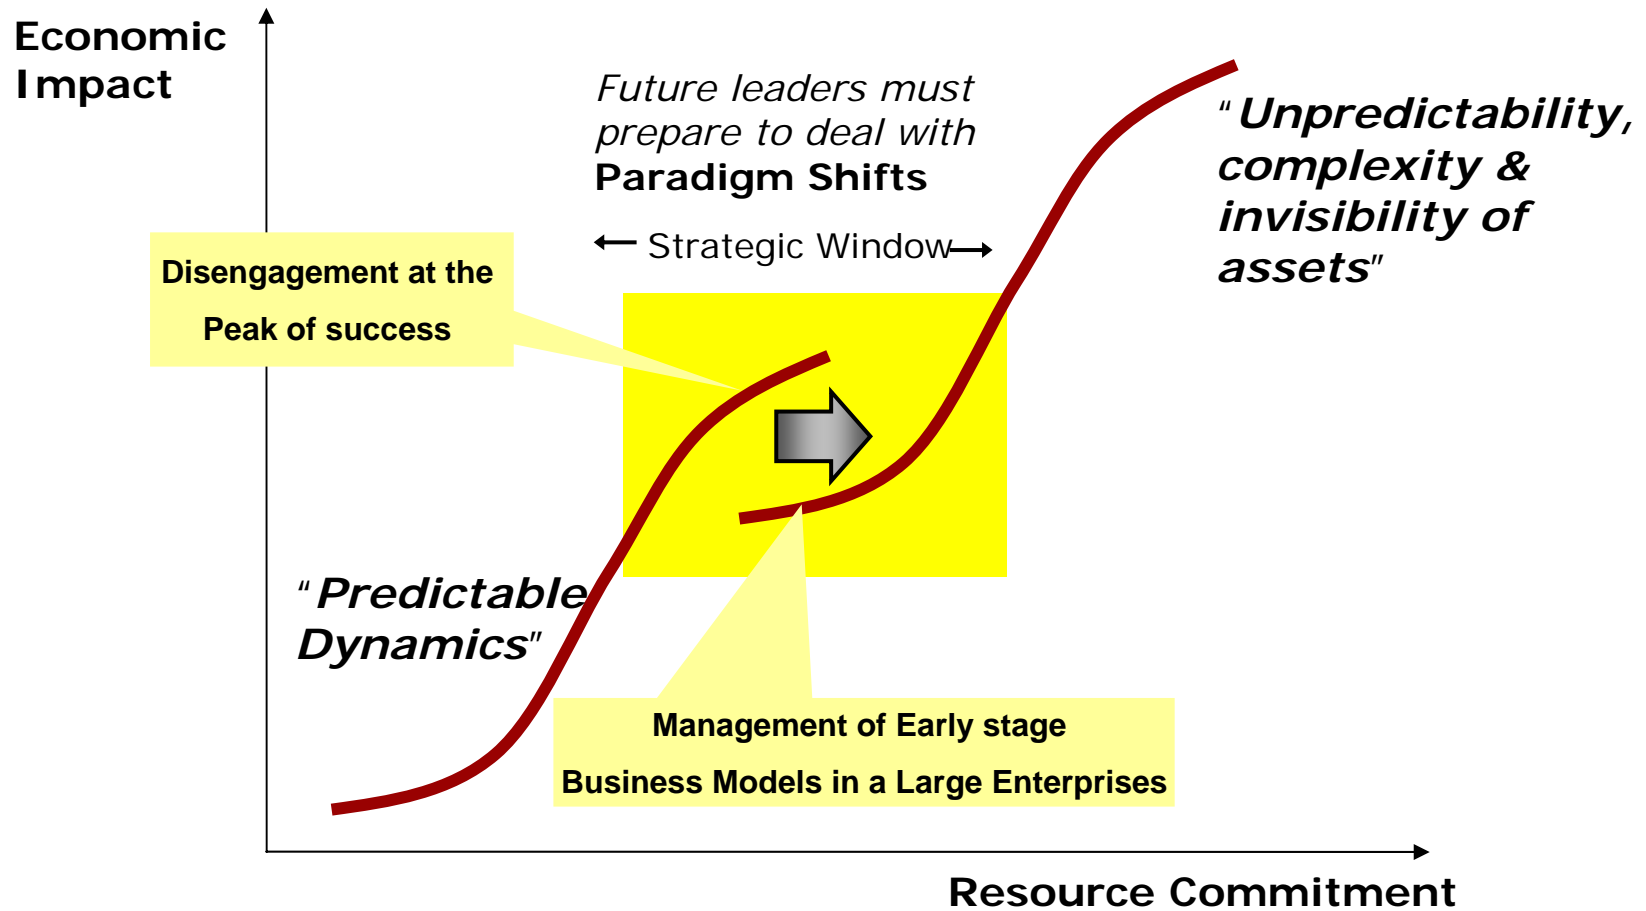 Economic
Impact
Future leaders must
prepare to deal with
Paradigm Shifts
← Strategic Window→
"Unpredictability,
complexity &
invisibility of
assets"
Disengagement at the
Peak of success
"Predictable
Dynamics"
Management of Early stage
Business Models in a Large Enterprises
Resource Commitment